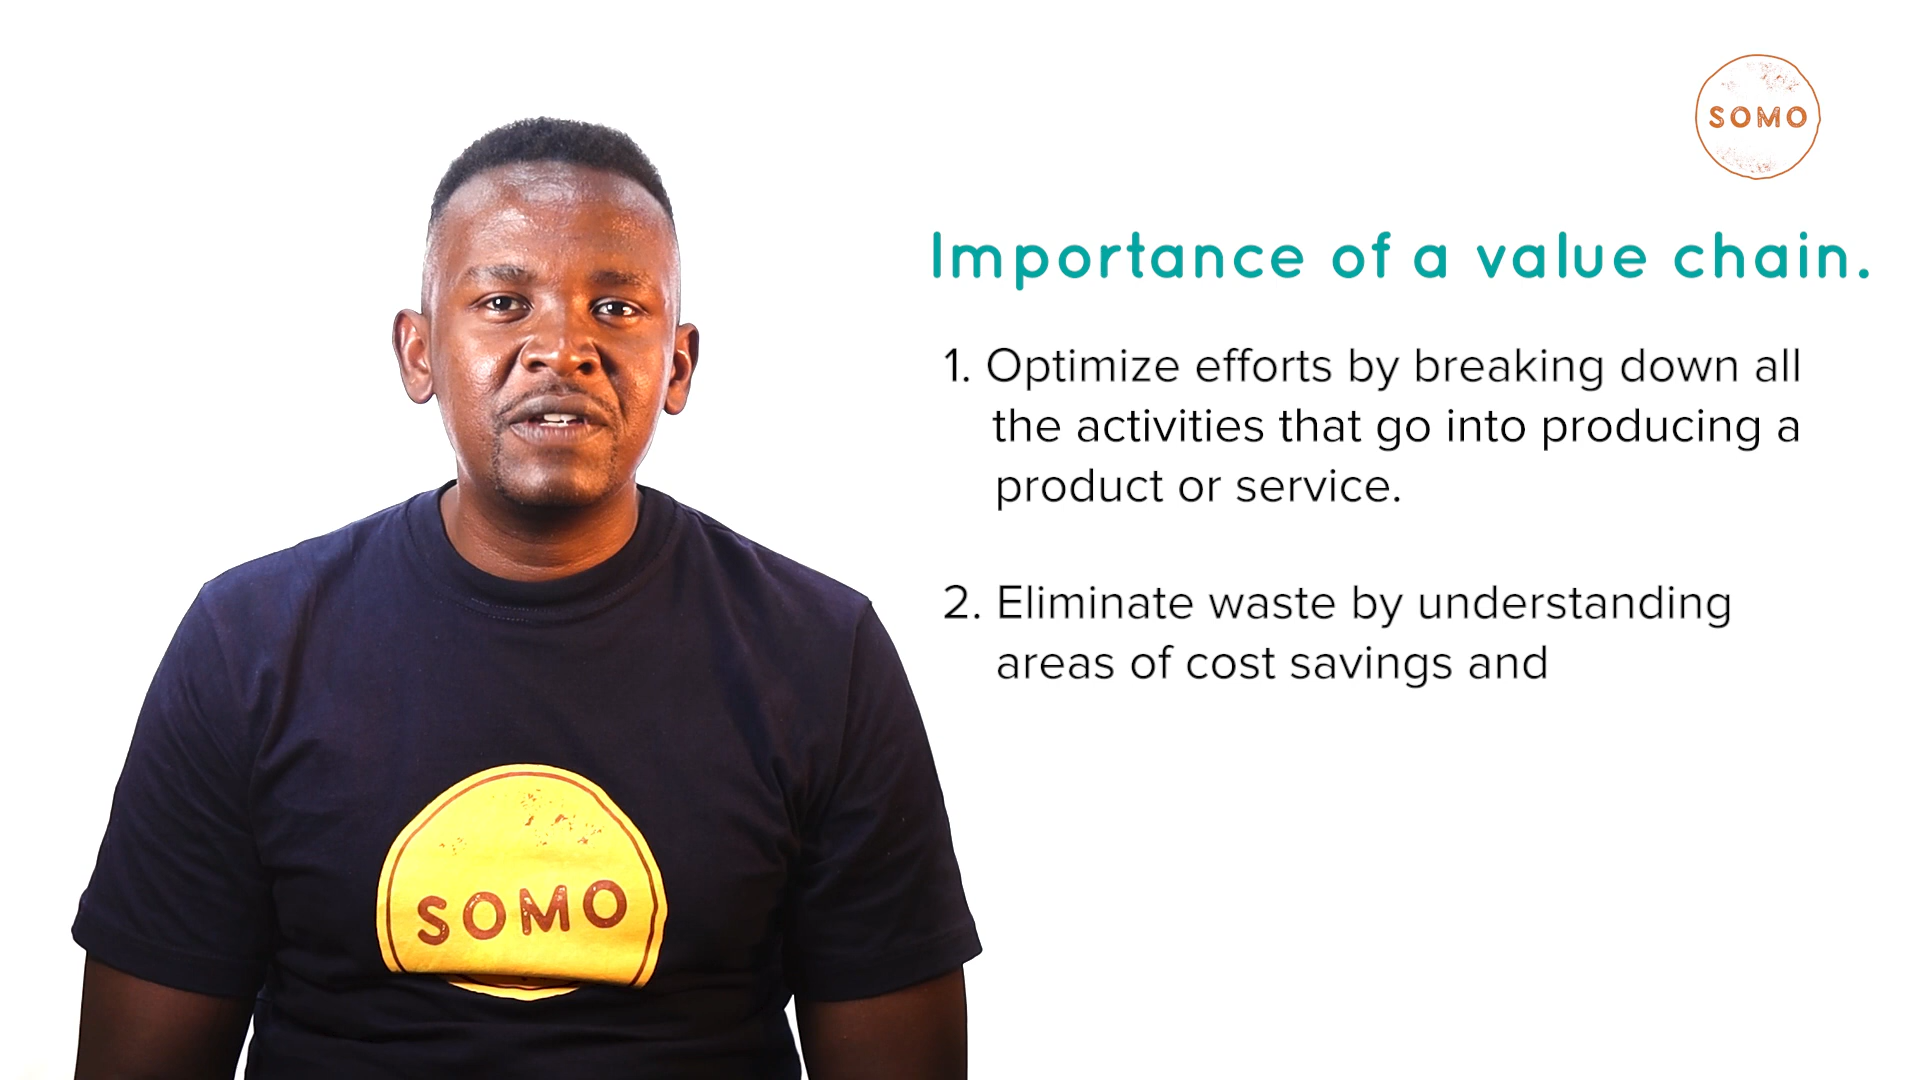 SOMO
Importance of a value chain.
1. Optimize efforts by breaking down all
the activities that go into producing a
product or service.
2. Eliminate waste by understanding
areas of cost savings and
SOMO